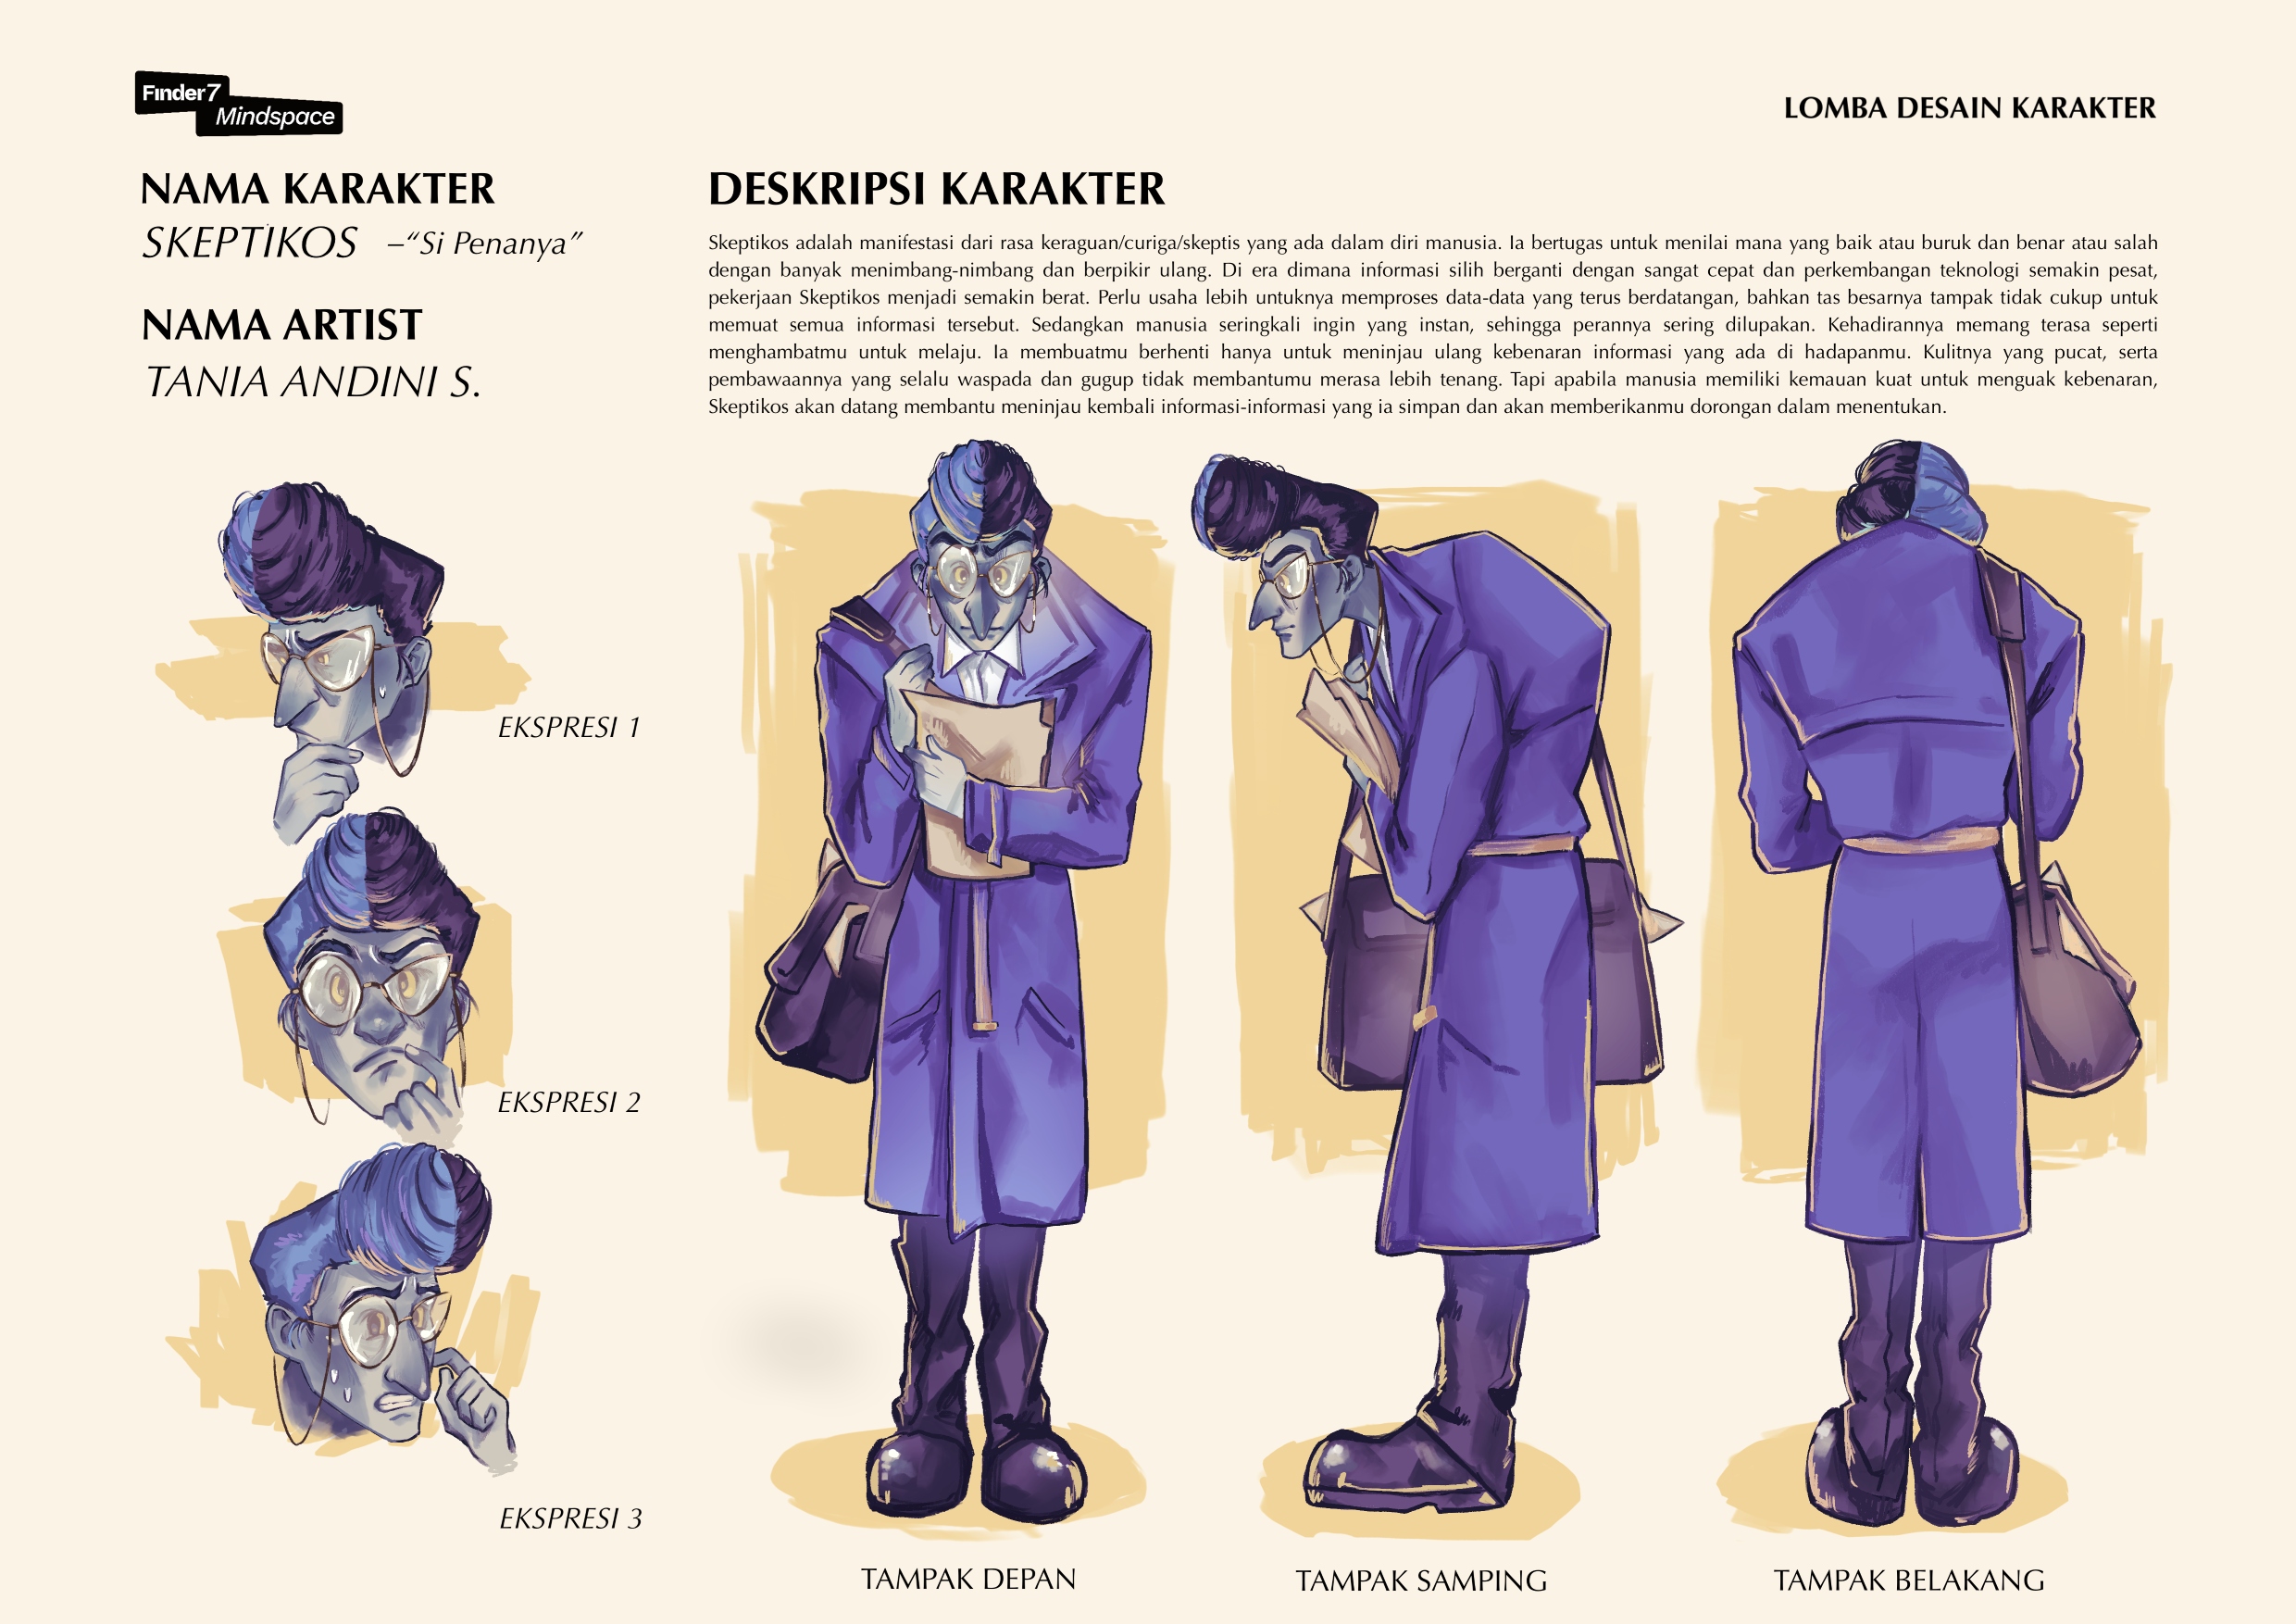 Finder7
Mindspace
LOMBA DESAIN KARAKTER
NAMA KARAKTER
SKEPTIKOS –“Si Penanya”
NAMA ARTIST
TANIA ANDINI S.
DESKRIPSI KARAKTER
Skeptikos adalah manifestasi dari rasa keraguan/curiga/skeptis yang ada dalam diri manusia. Ia bertugas untuk menilai mana yang baik atau buruk dan benar atau salah
dengan banyak menimbang-nimbang dan berpikir ulang. Di era dimana informasi silih berganti dengan sangat cepat dan perkembangan teknologi semakin pesat,
pekerjaan Skeptikos menjadi semakin berat. Perlu usaha lebih untuknya memproses data-data yang terus berdatangan, bahkan tas besarnya tampak tidak cukup untuk
memuat semua informasi tersebut. Sedangkan manusia seringkali ingin yang instan, sehingga perannya sering dilupakan. Kehadirannya memang terasa seperti
menghambatmu untuk melaju. Ia membuatmu berhenti hanya untuk meninjau ulang kebenaran informasi yang ada di hadapanmu. Kulitnya yang pucat, serta
pembawaannya yang selalu waspada dan gugup tidak membantumu merasa lebih tenang. Tapi apabila manusia memiliki kemauan kuat untuk menguak kebenaran,
Skeptikos akan datang membantu meninjau kembali informasi-informasi yang ia simpan dan akan memberikanmu dorongan dalam menentukan.
EKSPRESI 1
EKSPRESI 2
EKSPRESI 3
TAMPAK DEPAN
TAMPAK SAMPING
TAMPAK BELAKANG